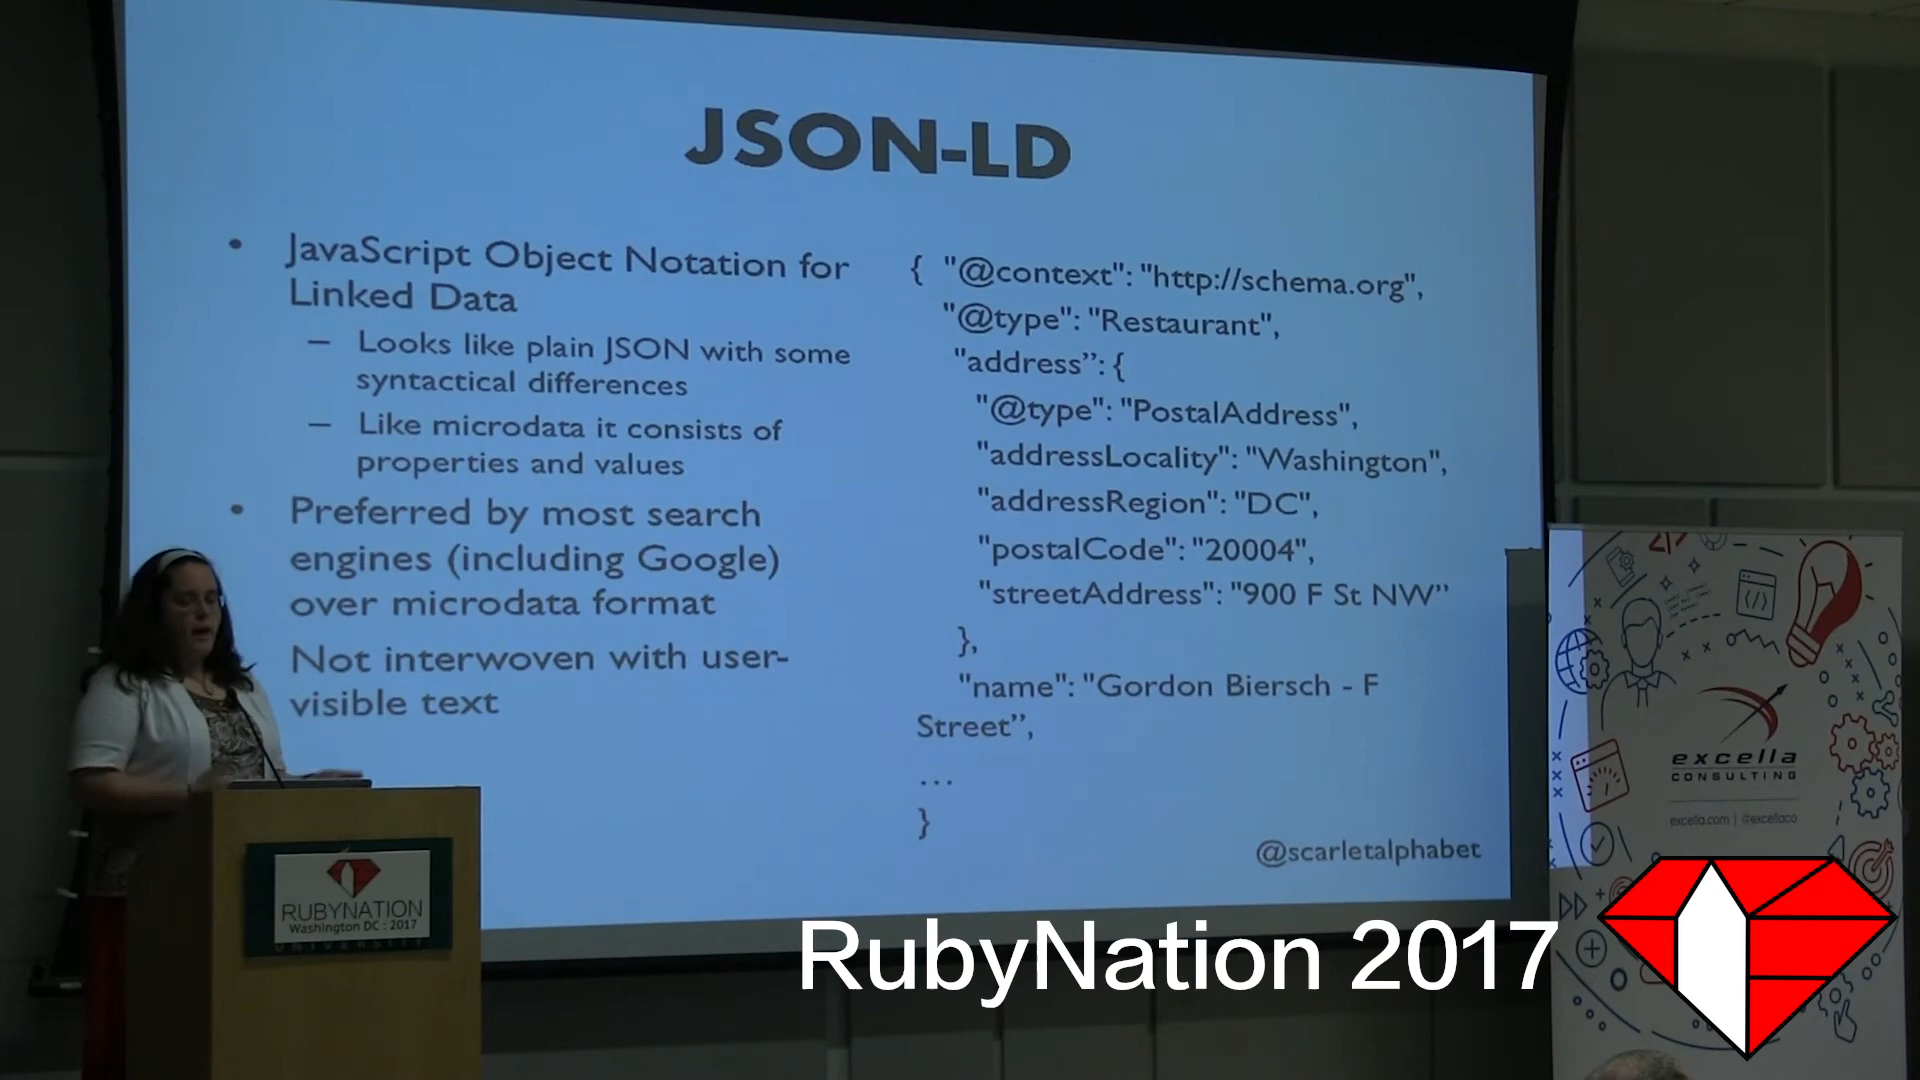 JSON-LD
• JavaScript Object Notation for
Linked Data
– Looks like plain JSON with some
syntactical differences
– Like microdata it consists of
properties and values
• Preferred by most search
engines (including Google)
over microdata format
Not interwoven with user-
visible text
{ "@context": "http://schema.org",
"@type": "Restaurant",
"address”: {
"@type": "PostalAddress",
"addressLocality": "Washington",
"addressRegion": "DC",
"postalCode": "20004",
"streetAddress": "900 F St NW”
},
"name": "Gordon Biersch - F
Street”,
…
}
@scarletalphabet
RUBYNATION
Washington DC : 2017
excella
CONSULTING
excella.com | @excellaco
RubyNation 2017